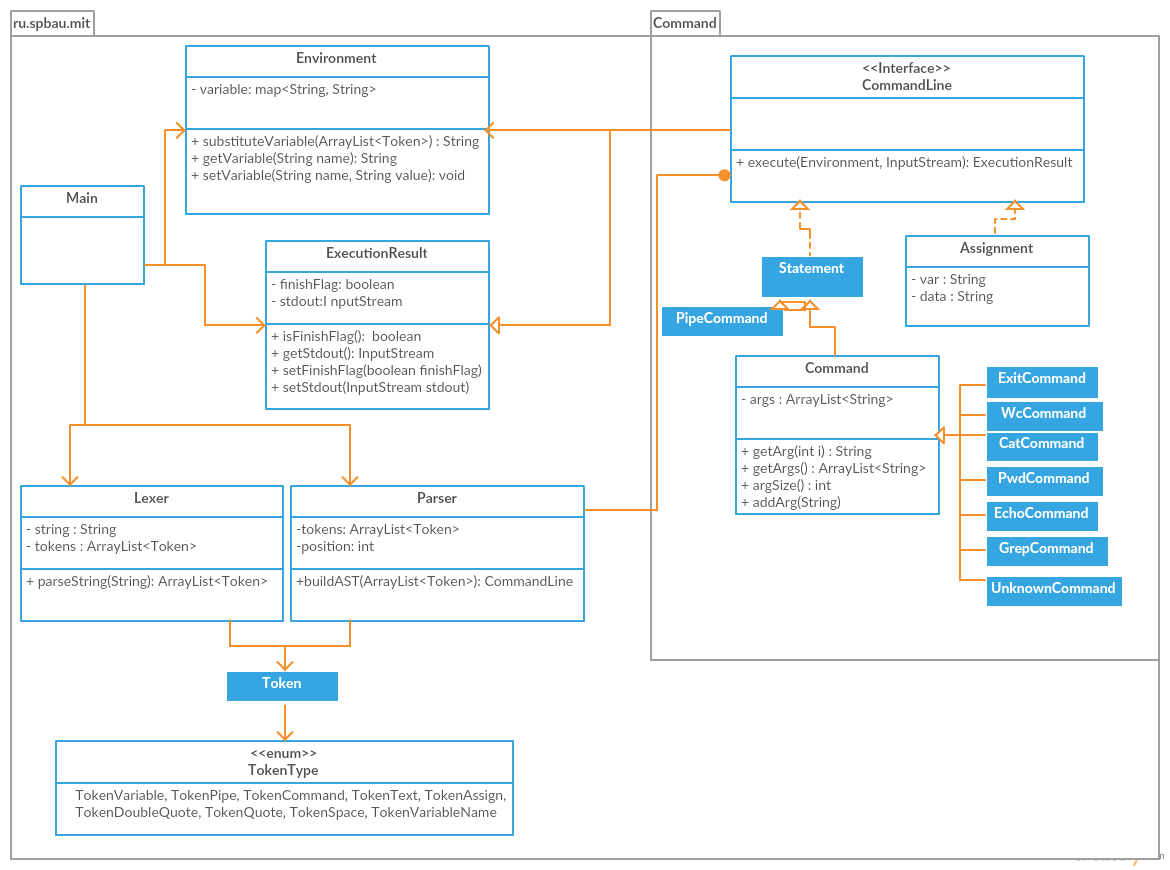 ru.spbau.mit
Command
Environment
- variable: map<String, String>
+ substituteVariable(ArrayList<Token>) : String
+ getVariable(String name): String
+ setVariable(String name, String value): void
<<Interface>>
CommandLine
+ execute(Environment, InputStream): ExecutionResult
Main
ExecutionResult
- finishFlag: boolean
- stdout:I nputStream
+ isFinishFlag(): boolean
+ getStdout(): InputStream
+ setFinishFlag(boolean finishFlag)
+ setStdout(InputStream stdout)
Statement
Assignment
- var : String
- data : String
PipeCommand
Command
- args : ArrayList<String>
+ getArg(int i) : String
+ getArgs() : ArrayList<String>
+ argSize() : int
+ addArg(String)
ExitCommand
WcCommand
CatCommand
PwdCommand
EchoCommand
GrepCommand
UnknownCommand
Lexer
- string : String
- tokens : ArrayList<Token>
+ parseString(String): ArrayList<Token>
Parser
-tokens: ArrayList<Token>
-position: int
+buildAST(ArrayList<Token>): CommandLine
Token
<<enum>>
TokenType
TokenVariable, TokenPipe, TokenCommand, TokenText, TokenAssign,
TokenDoubleQuote, TokenQuote, TokenSpace, TokenVariableName